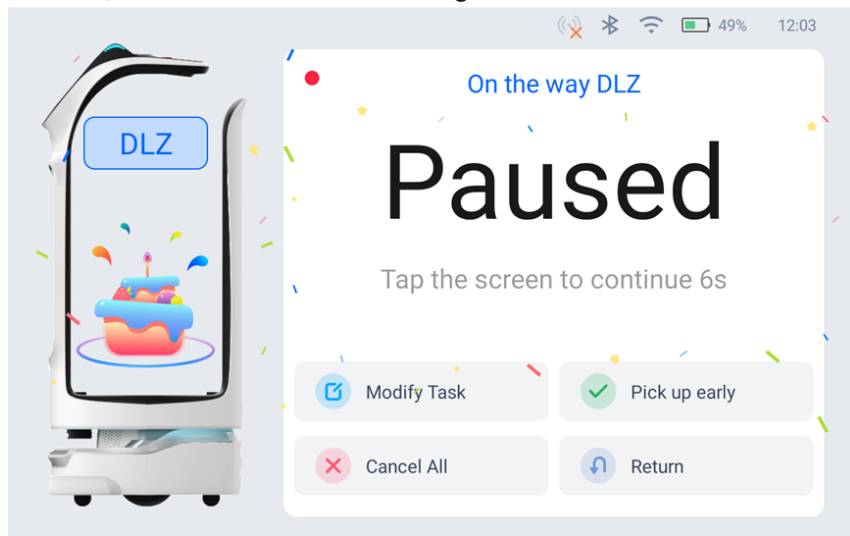 49% 12:03
On the way DLZ
DLZ
Paused
Tap the screen to continue 6s
Modify Task
Pick up early
Cancel All
Return